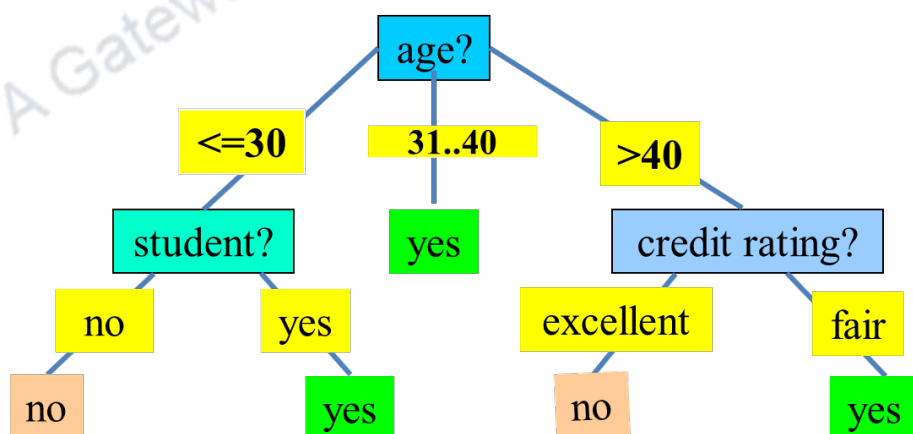 A Gatew
age?
<=30
31..40
>40
student?
yes
credit rating?
no
yes
excellent
fair
no
yes
no
yes